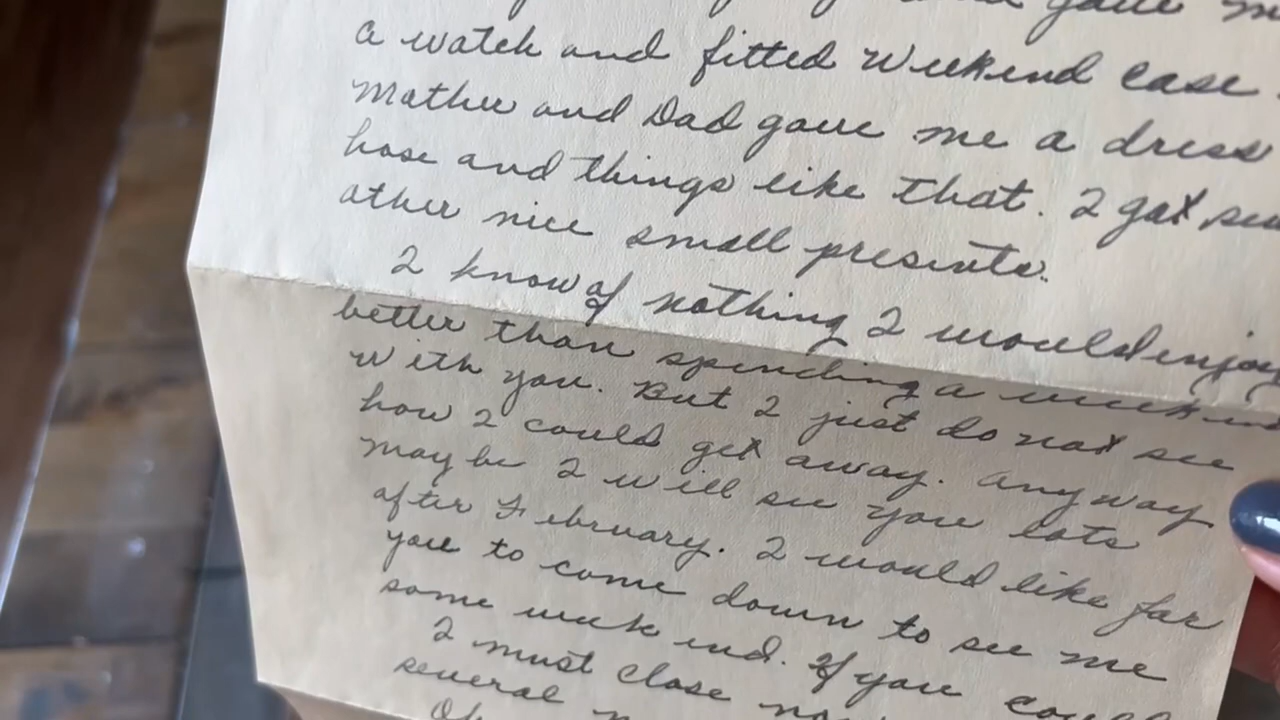 gave
a watch and fitted weekend case.
Mother and Dad gave me a dress
hose and things like that. I got
other nice small presents.
I know of nothing I would enjoy
better than spending a week end
with you. But I just do not see
how I could get away. Anyway
maybe I will see you lots
after February. I would like for
you to come down to see me
some week end. If you could
I must close
several